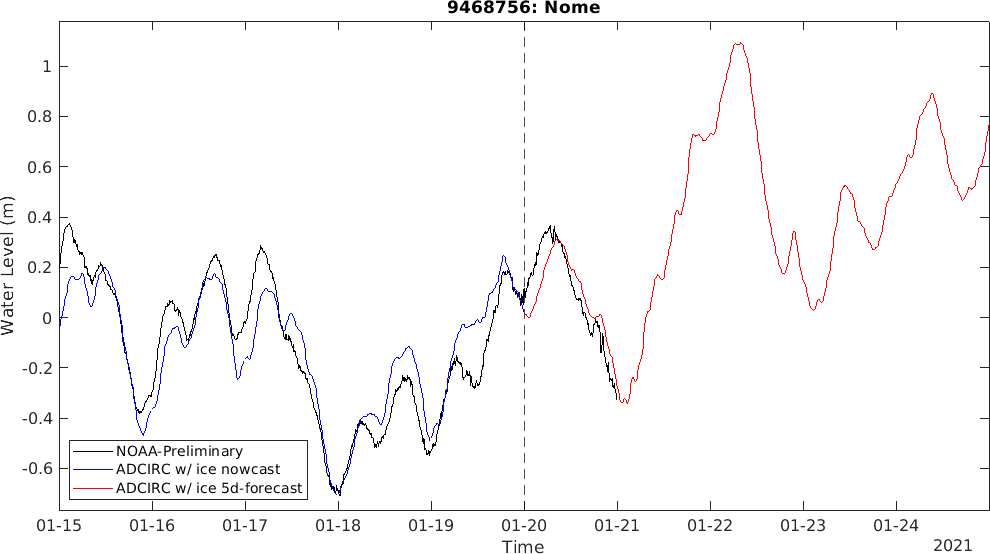 9468756: Nome
Water Level (m)
1
0.8
0.6
0.4
0.2
0
-0.2
-0.4
-0.6
NOAA-Preliminary
ADCIRC w/ ice nowcast
ADCIRC w/ ice 5d-forecast
01-15 01-16 01-17 01-18 01-19 01-20 01-21 01-22 01-23 01-24
Time
2021